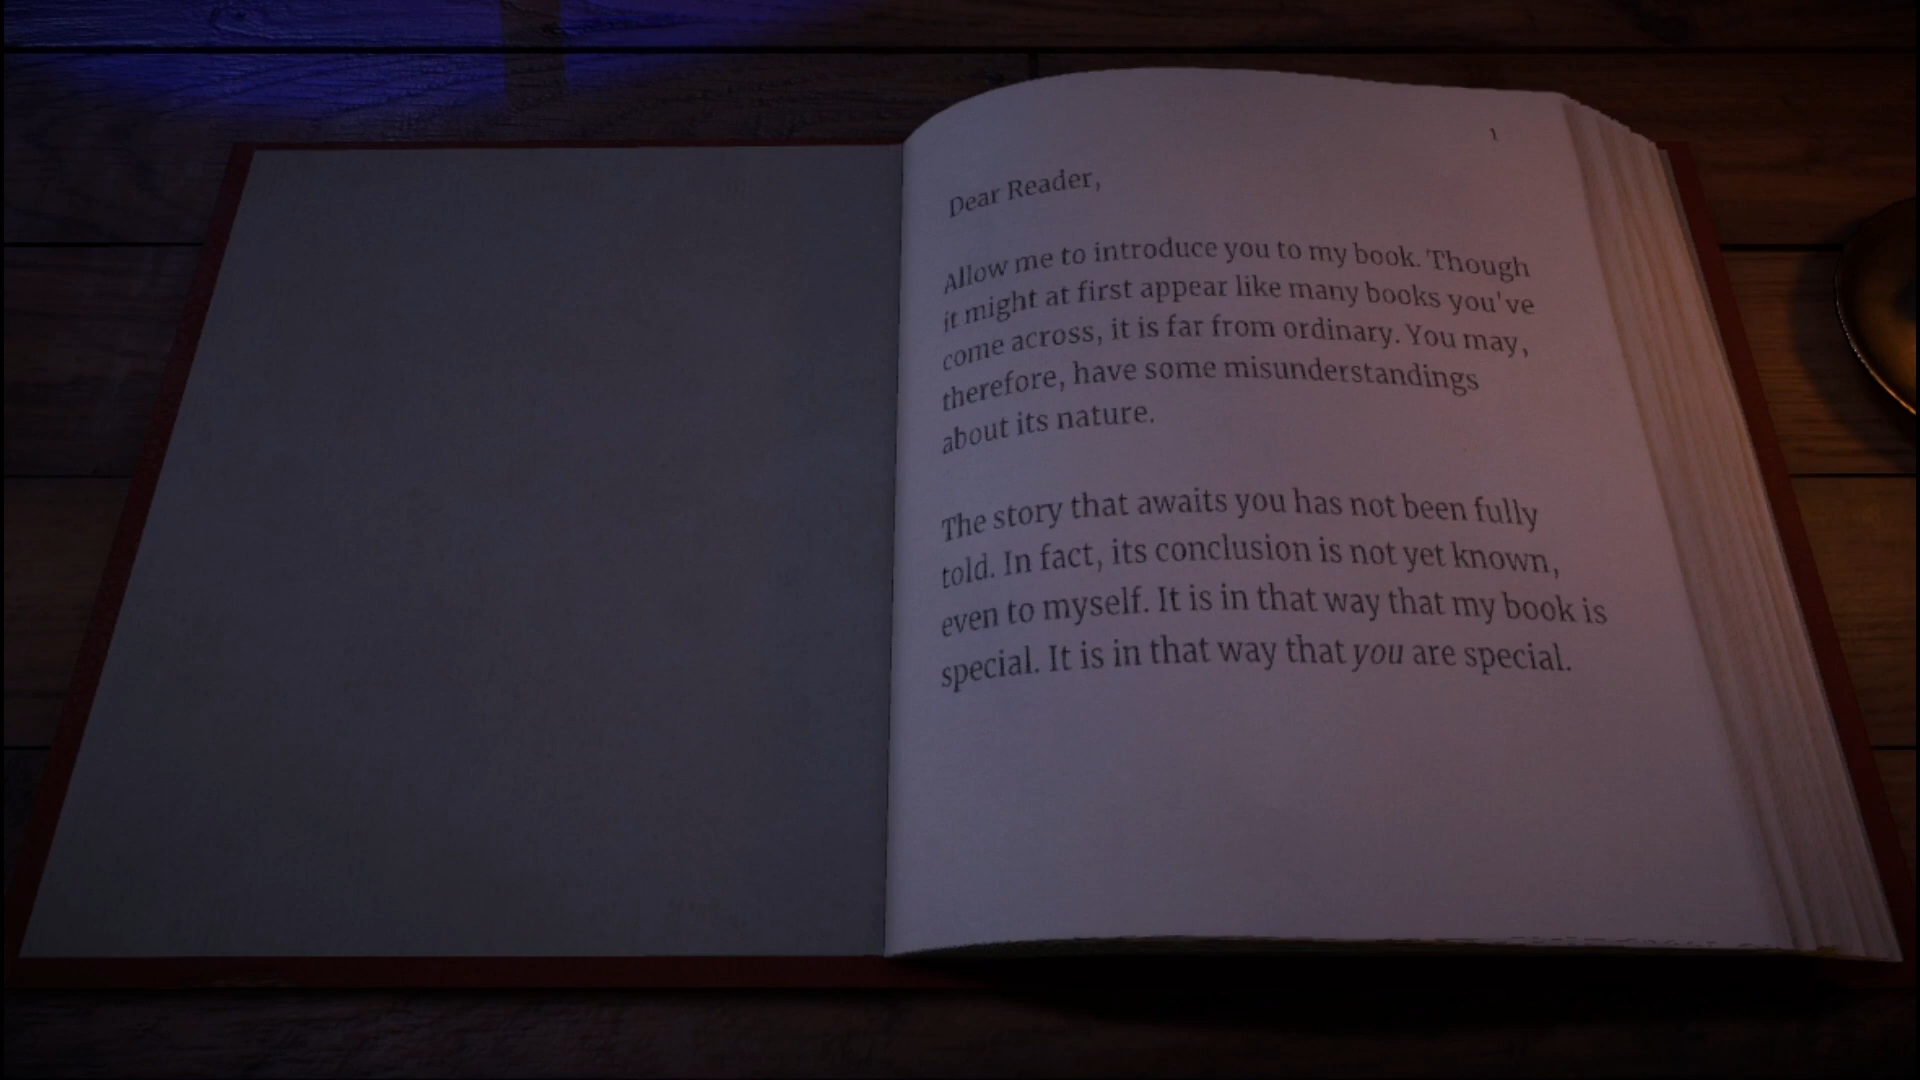 1
Dear Reader,
Allow me to introduce you to my book. Though
it might at first appear like many books you've
come across, it is far from ordinary. You may,
therefore, have some misunderstandings
about its nature.
The story that awaits you has not been fully
told. In fact, its conclusion is not yet known,
even to myself. It is in that way that my book is
special. It is in that way that you are special.